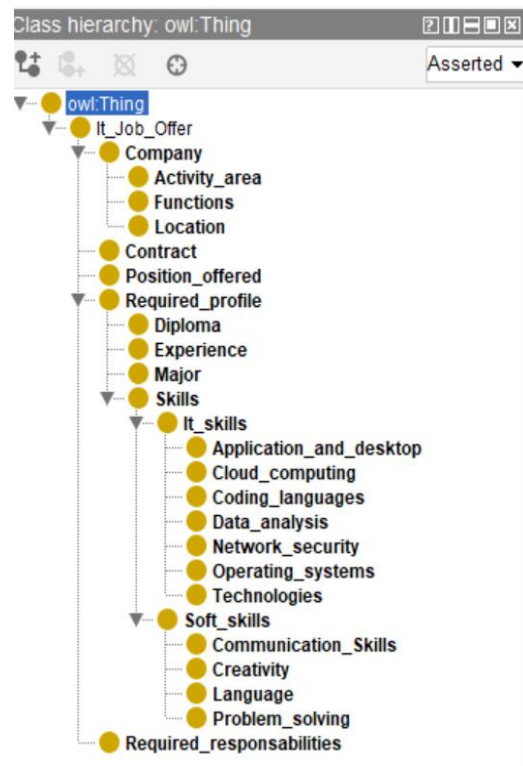 Class hierarchy: owl:Thing
Asserted
owl:Thing
It_Job_Offer
Company
Activity_area
Functions
Location
Contract
Position_offered
Required_profile
Diploma
Experience
Major
Skills
It_skills
Application_and_desktop
Cloud_computing
Coding_languages
Data_analysis
Network_security
Operating_systems
Technologies
Soft_skills
Communication_Skills
Creativity
Language
Problem_solving
Required_responsabilities